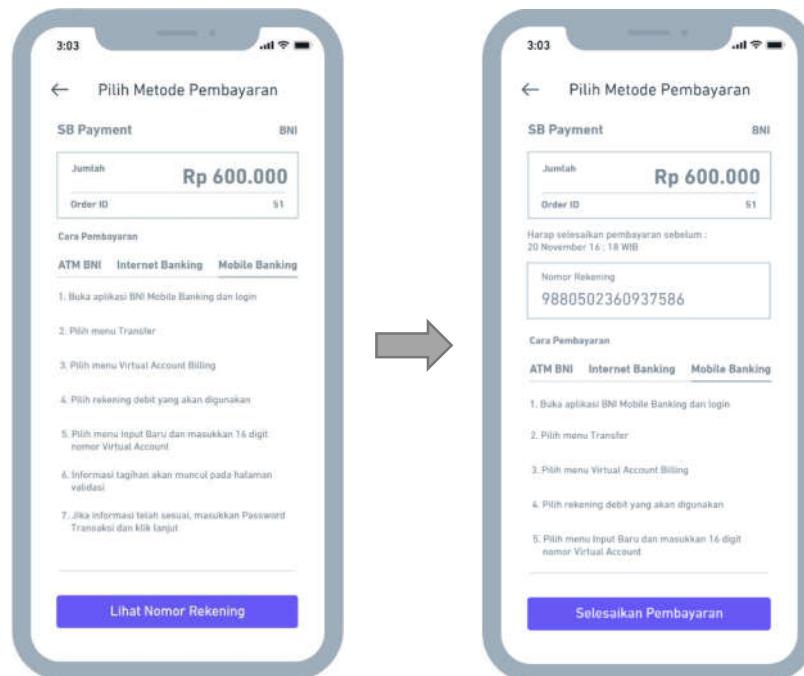 3:03
Pilih Metode Pembayaran
SB Payment BNI
Jumlah Rp 600.000
Order ID 51
Cara Pembayaran
ATM BNI Internet Banking Mobile Banking
1. Buka aplikasi BNI Mobile Banking dan login
2. Pilih menu Transfer
3. Pilih menu Virtual Account Billing
4. Pilih rekening debit yang akan digunakan
5. Pilih menu Input Baru dan masukkan 16 digit
nomor Virtual Account
6. Informasi tagihan akan muncul pada halaman
validasi
7. Jika informasi telah sesuai, masukkan Password
Transaksi dan klik lanjut
Lihat Nomor Rekening
3:03
Pilih Metode Pembayaran
SB Payment BNI
Jumlah Rp 600.000
Order ID 51
Harap selesaikan pembayaran sebelum :
20 November 16 : 18 WIB
Nomor Rekening
9880502360937586
Cara Pembayaran
ATM BNI Internet Banking Mobile Banking
1. Buka aplikasi BNI Mobile Banking dan login
2. Pilih menu Transfer
3. Pilih menu Virtual Account Billing
4. Pilih rekening debit yang akan digunakan
5. Pilih menu Input Baru dan masukkan 16 digit
nomor Virtual Account
Selesaikan Pembayaran